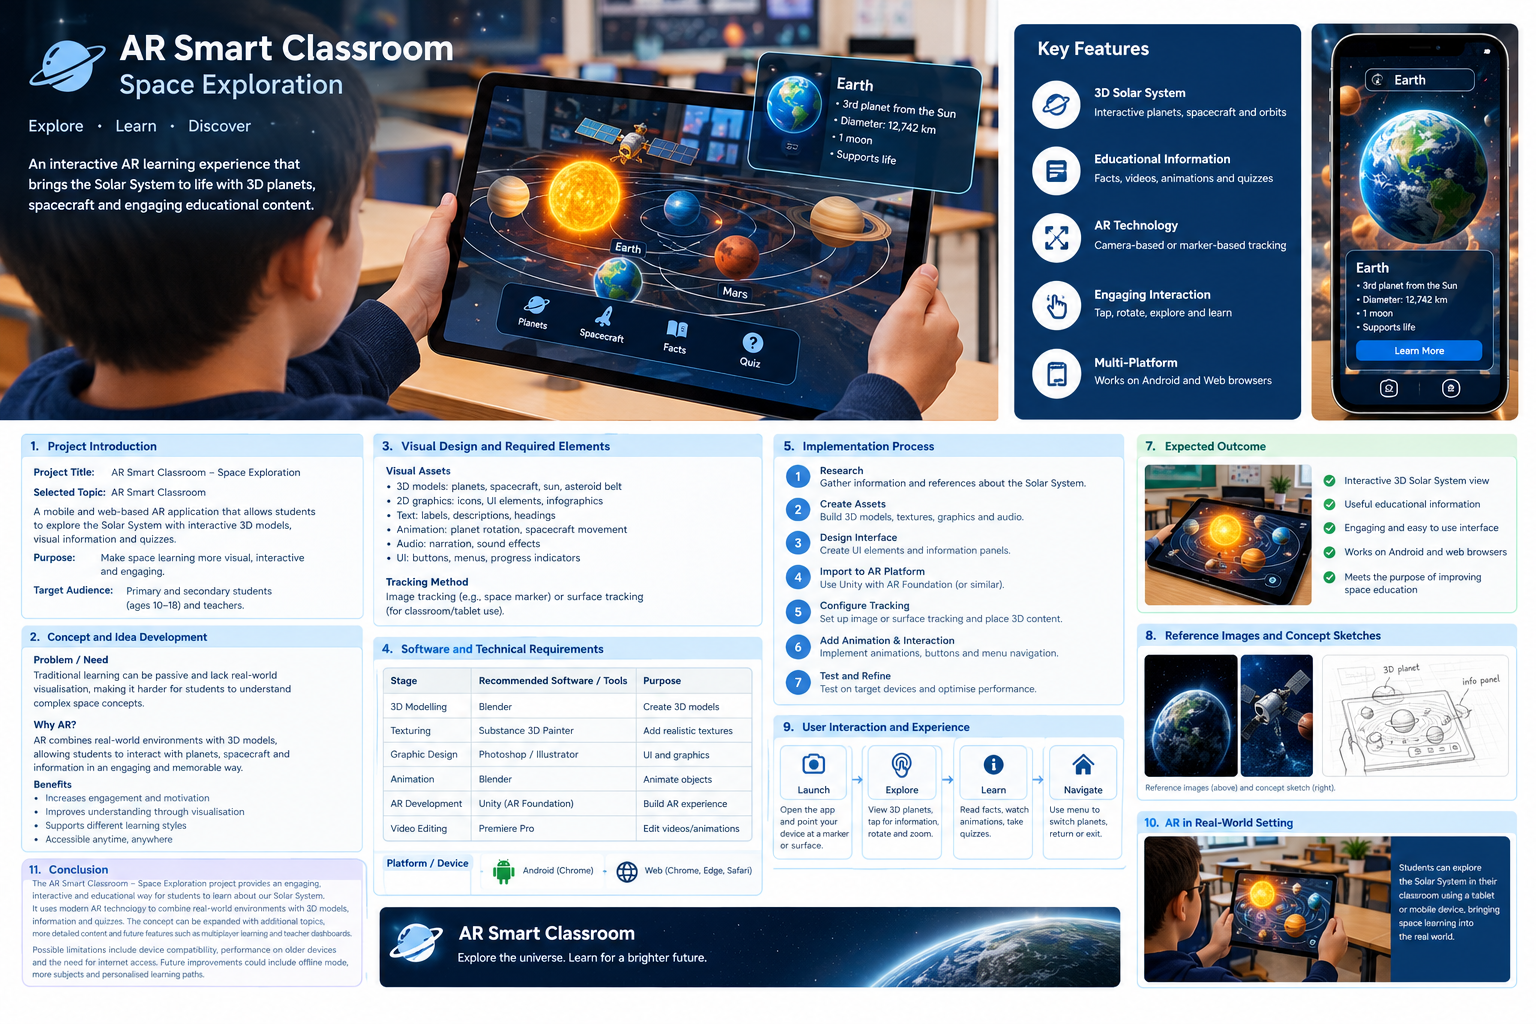 AR Smart Classroom
Space Exploration
Explore • Learn • Discover
An interactive AR learning experience that
brings the Solar System to life with 3D planets,
spacecraft and engaging educational content.
Earth
• 3rd planet from the Sun
• Diameter: 12,742 km
• 1 moon
• Supports life
Earth
Mars
Planets
Spacecraft
Facts
Quiz
Key Features
3D Solar System
Interactive planets, spacecraft and orbits
Educational Information
Facts, videos, animations and quizzes
AR Technology
Camera-based or marker-based tracking
Engaging Interaction
Tap, rotate, explore and learn
Multi-Platform
Works on Android and Web browsers
Earth
Earth
• 3rd planet from the Sun
• Diameter: 12,742 km
• 1 moon
• Supports life
Learn More
1. Project Introduction
Project Title: AR Smart Classroom – Space Exploration
Selected Topic: AR Smart Classroom
A mobile and web-based AR application that allows students
to explore the Solar System with interactive 3D models,
visual information and quizzes.
Purpose: Make space learning more visual, interactive
and engaging.
Target Audience: Primary and secondary students
(ages 10–18) and teachers.
2. Concept and Idea Development
Problem / Need
Traditional learning can be passive and lack real-world
visualisation, making it harder for students to understand
complex space concepts.
Why AR?
AR combines real-world environments with 3D models,
allowing students to interact with planets, spacecraft and
information in an engaging and memorable way.
Benefits
• Increases engagement and motivation
• Improves understanding through visualisation
• Supports different learning styles
• Accessible anytime, anywhere
11. Conclusion
The AR Smart Classroom – Space Exploration project provides an engaging,
interactive and educational way for students to learn about our Solar System.
It uses modern AR technology to combine real-world environments with 3D models,
information and quizzes. The concept can be expanded with additional topics,
more detailed content and future features such as multiplayer learning and teacher dashboards.
Possible limitations include device compatibility, performance on older devices
and the need for internet access. Future improvements could include offline mode,
more subjects and personalised learning paths.
3. Visual Design and Required Elements
Visual Assets
• 3D models: planets, spacecraft, sun, asteroid belt
• 2D graphics: icons, UI elements, infographics
• Text: labels, descriptions, headings
• Animation: planet rotation, spacecraft movement
• Audio: narration, sound effects
• UI: buttons, menus, progress indicators
Tracking Method
Image tracking (e.g., space marker) or surface tracking
(for classroom/tablet use).
4. Software and Technical Requirements
Stage Recommended Software / Tools Purpose
3D Modelling Blender Create 3D models
Texturing Substance 3D Painter Add realistic textures
Graphic Design Photoshop / Illustrator UI and graphics
Animation Blender Animate objects
AR Development Unity (AR Foundation) Build AR experience
Video Editing Premiere Pro Edit videos/animations
Platform / Device Android (Chrome) Web (Chrome, Edge, Safari)
5. Implementation Process
1 Research
Gather information and references about the Solar System.
2 Create Assets
Build 3D models, textures, graphics and audio.
3 Design Interface
Create UI elements and information panels.
4 Import to AR Platform
Use Unity with AR Foundation (or similar).
5 Configure Tracking
Set up image or surface tracking and place 3D content.
6 Add Animation & Interaction
Implement animations, buttons and menu navigation.
7 Test and Refine
Test on target devices and optimise performance.
9. User Interaction and Experience
Launch
Open the app
and point your
device at a marker
or surface.
Explore
View 3D planets,
tap for information,
rotate and zoom.
Learn
Read facts, watch
animations, take
quizzes.
Navigate
Use menu to
switch planets,
return or exit.
AR Smart Classroom
Explore the universe. Learn for a brighter future.
7. Expected Outcome
Interactive 3D Solar System view
Useful educational information
Engaging and easy to use interface
Works on Android and web browsers
Meets the purpose of improving
space education
8. Reference Images and Concept Sketches
3D planet
info panel
Reference images (above) and concept sketch (right).
10. AR in Real-World Setting
Students can explore
the Solar System in their
classroom using a tablet
or mobile device, bringing
space learning into
the real world.